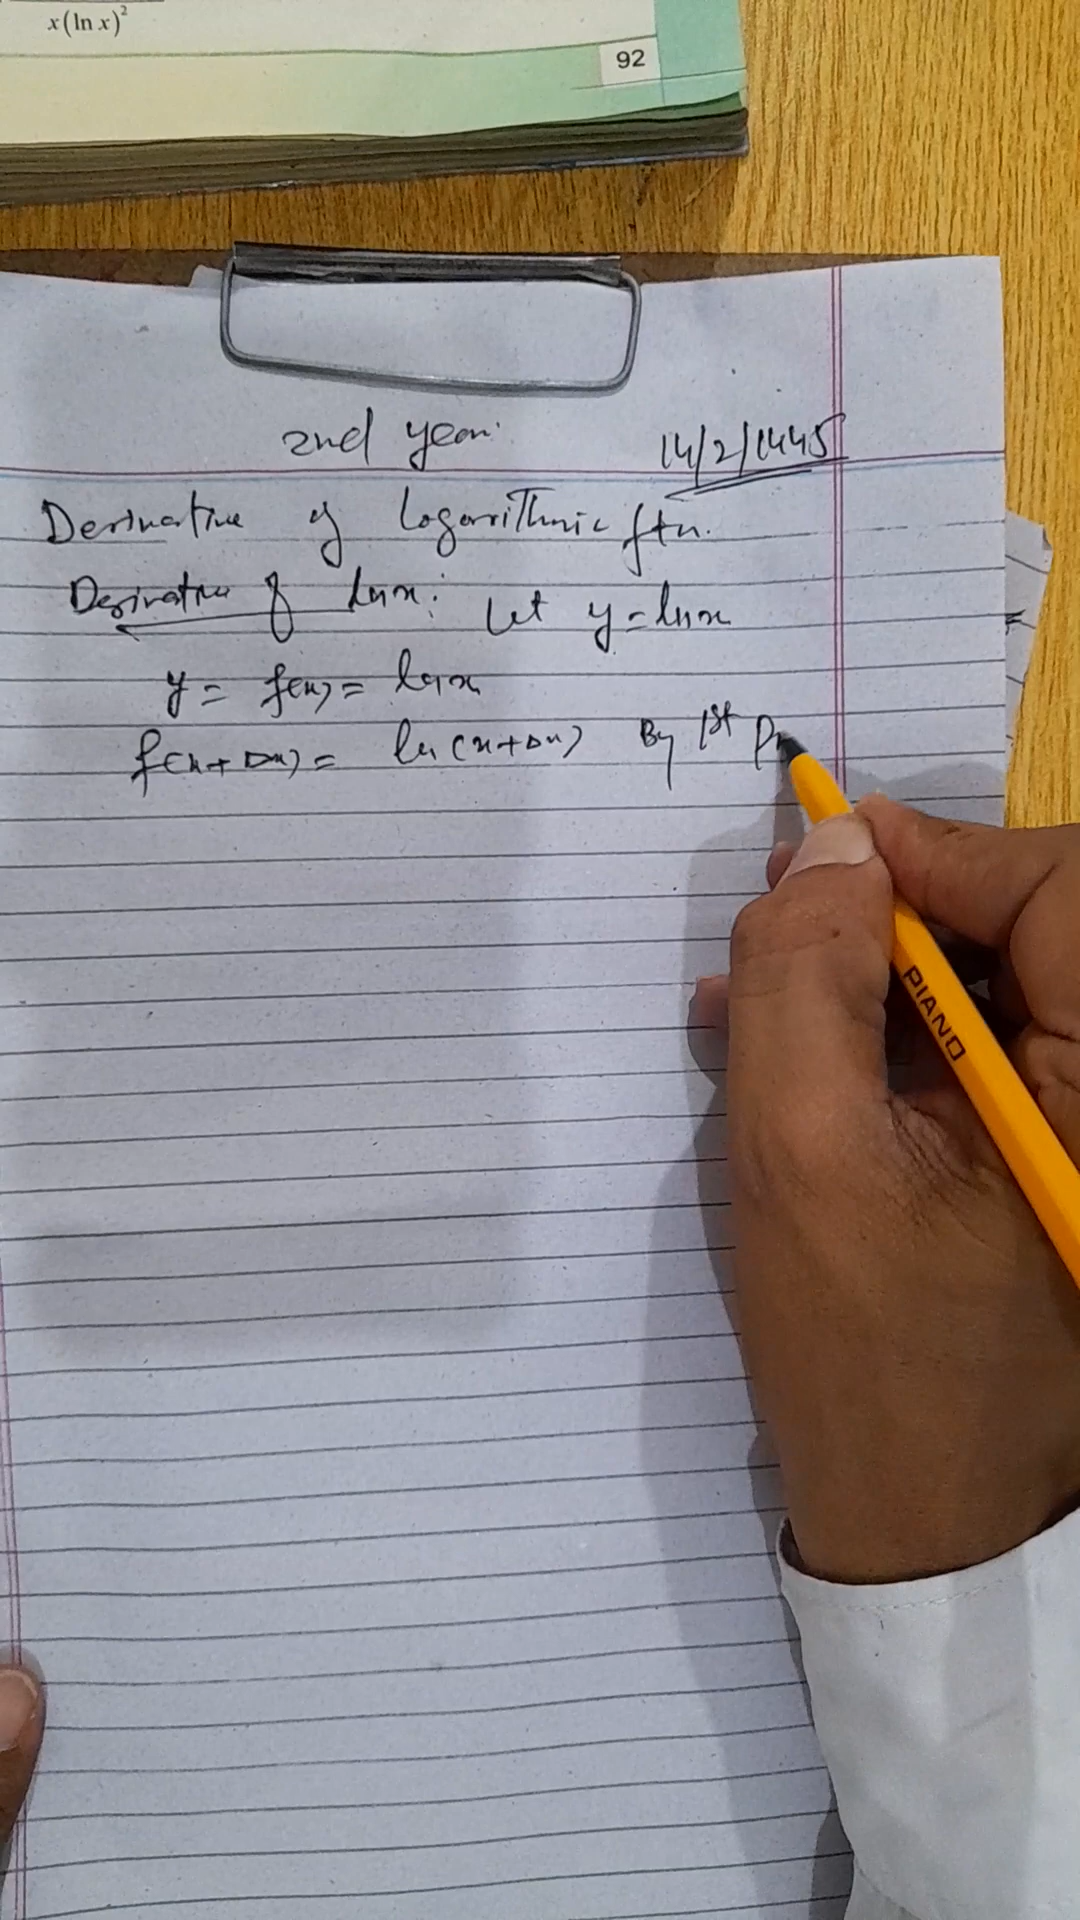 x(ln x)²
92
2nd year:
14/2/1445
Derivative of Logarithmic ftn.
Derivative of lnx: Let y=lnx
y = f(x) = lnx
f(x+Δx) = ln(x+Δx) By 1st Pr
PIANO